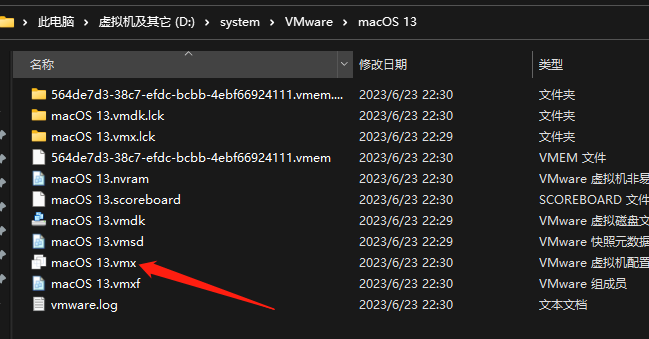 此电脑 › 虚拟机及其它 (D:) › system › VMware › macOS 13
名称 修改日期 类型
564de7d3-38c7-efdc-bcbb-4ebf66924111.vmem.... 2023/6/23 22:30 文件夹
macOS 13.vmdk.lck 2023/6/23 22:30 文件夹
macOS 13.vmx.lck 2023/6/23 22:29 文件夹
564de7d3-38c7-efdc-bcbb-4ebf66924111.vmem 2023/6/23 22:30 VMEM 文件
macOS 13.nvram 2023/6/23 22:30 VMware 虚拟机非易
macOS 13.scoreboard 2023/6/23 22:30 SCOREBOARD 文件
macOS 13.vmdk 2023/6/23 22:29 VMware 虚拟磁盘文
macOS 13.vmsd 2023/6/23 22:29 VMware 快照元数据
macOS 13.vmx 2023/6/23 22:30 VMware 虚拟机配置
macOS 13.vmxf 2023/6/23 22:30 VMware 组成员
vmware.log 2023/6/23 22:30 文本文档